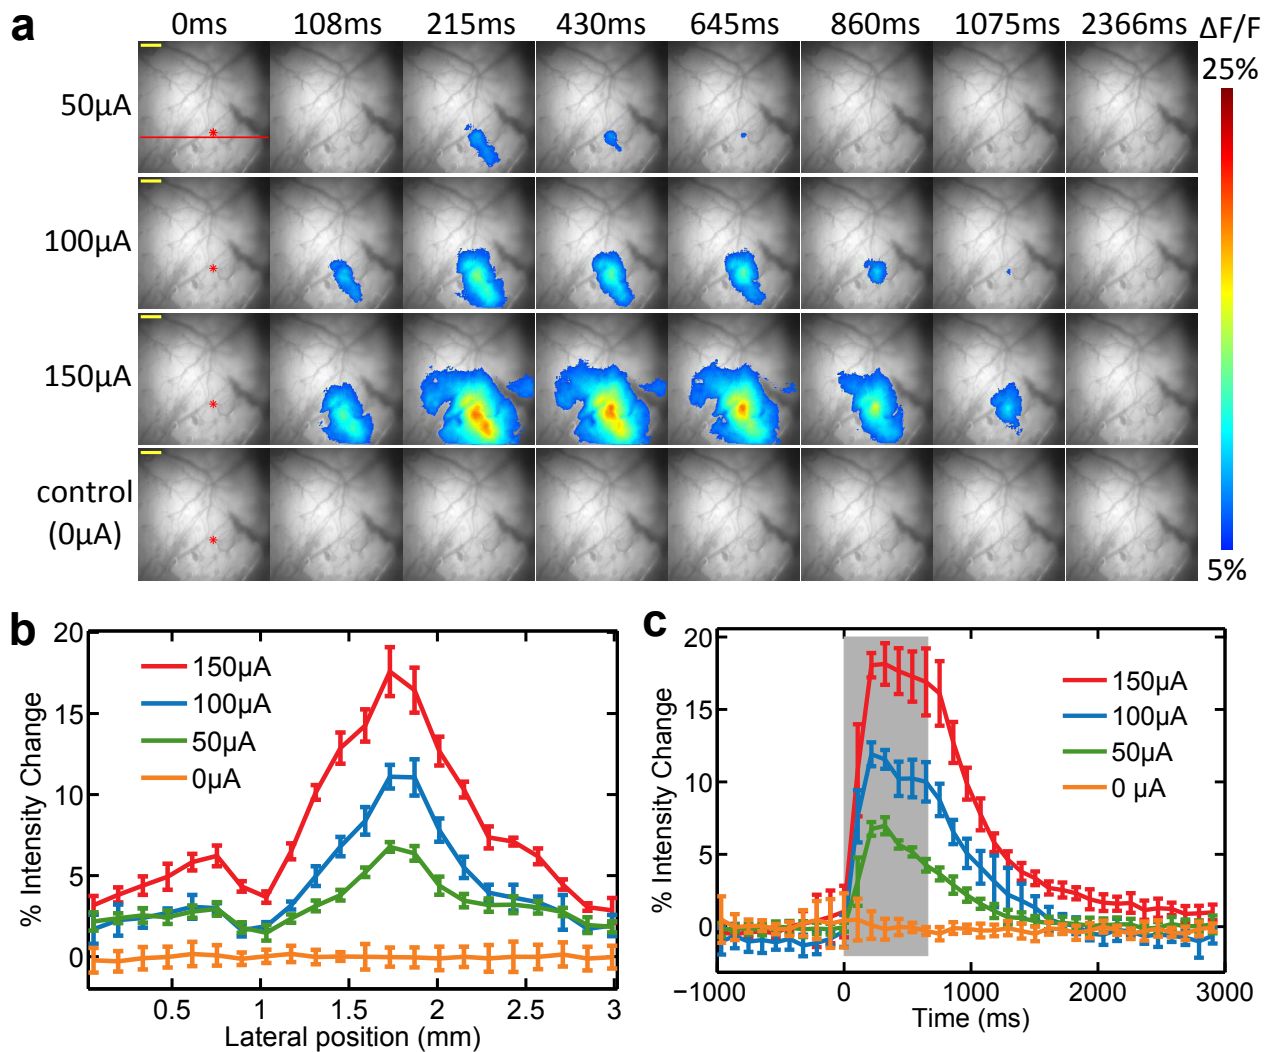 a
0ms 108ms 215ms 430ms 645ms 860ms 1075ms 2366ms ΔF/F
25%
50µA
100µA
150µA
control
(0µA)
5%
b
20
15
10
5
0
% Intensity Change
150µA
100µA
50µA
0µA
0.5 1 1.5 2 2.5 3
Lateral position (mm)
c
20
15
10
5
0
% Intensity Change
150µA
100µA
50µA
0 µA
−1000 0 1000 2000 3000
Time (ms)